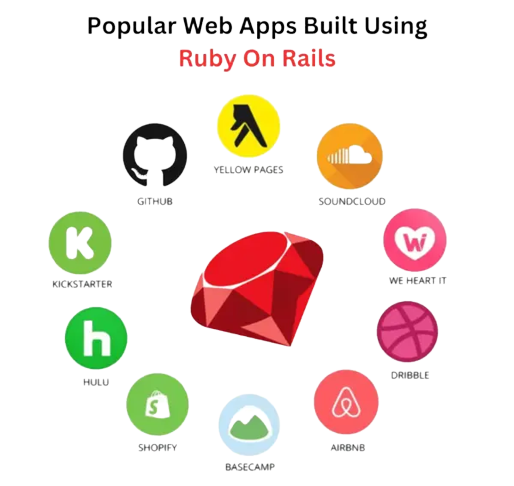 Popular Web Apps Built Using
Ruby On Rails
YELLOW PAGES
GITHUB
SOUNDCLOUD
K
KICKSTARTER
W
WE HEART IT
h
HULU
DRIBBLE
S
SHOPIFY
AIRBNB
BASECAMP